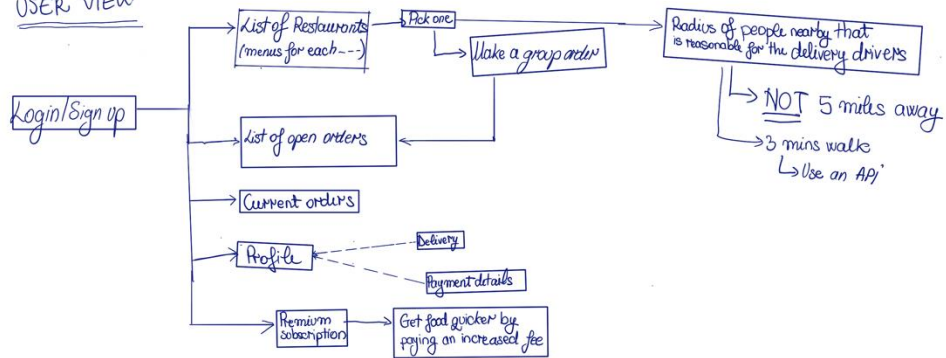 USER VIEW
List of Restaurants
(menus for each---)
Pick one
Make a group order
Radius of people nearby that
is reasonable for the delivery drivers
NOT 5 miles away
3 mins walk
Use an API
Login/Sign up
List of open orders
Current orders
Profile
Delivery
Payment details
Premium
subscription
Get food quicker by
paying an increased fee